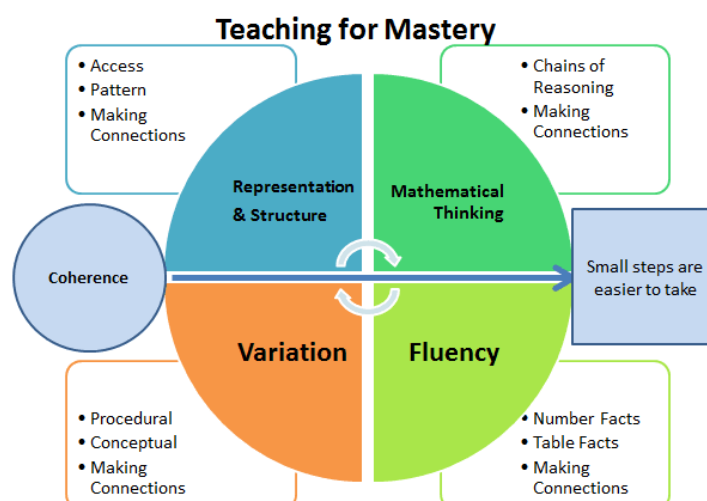 Teaching for Mastery
• Access
• Pattern
• Making
Connections
• Chains of
Reasoning
• Making
Connections
Representation
& Structure
Mathematical
Thinking
Coherence
Small steps are
easier to take
Variation
Fluency
• Procedural
• Conceptual
• Making
Connections
• Number Facts
• Table Facts
• Making
Connections